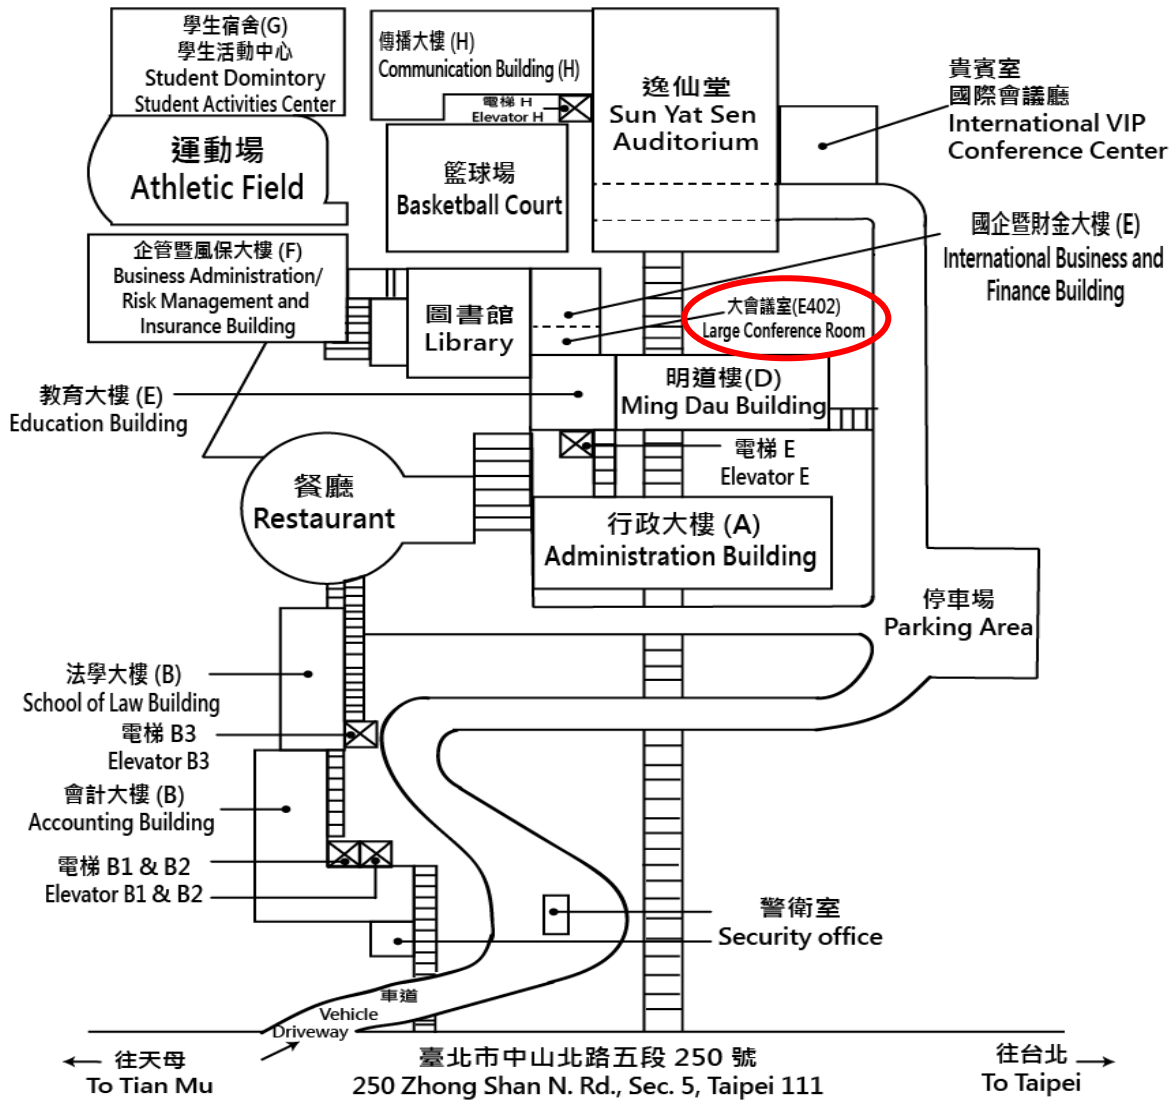 學生宿舍(G)
學生活動中心
Student Domintory
Student Activities Center
傳播大樓 (H)
Communication Building (H)
電梯 H
Elevator H
逸仙堂
Sun Yat Sen
Auditorium
貴賓室
國際會議廳
International VIP
Conference Center
運動場
Athletic Field
籃球場
Basketball Court
國企暨財金大樓 (E)
International Business and
Finance Building
企管暨風保大樓 (F)
Business Administration/
Risk Management and
Insurance Building
圖書館
Library
大會議室(E402)
Large Conference Room
教育大樓 (E)
Education Building
明道樓(D)
Ming Dau Building
電梯 E
Elevator E
餐廳
Restaurant
行政大樓 (A)
Administration Building
停車場
Parking Area
法學大樓 (B)
School of Law Building
電梯 B3
Elevator B3
會計大樓 (B)
Accounting Building
電梯 B1 & B2
Elevator B1 & B2
警衛室
Security office
車道
Vehicle
Driveway
往天母
To Tian Mu
臺北市中山北路五段 250 號
250 Zhong Shan N. Rd., Sec. 5, Taipei 111
往台北
To Taipei